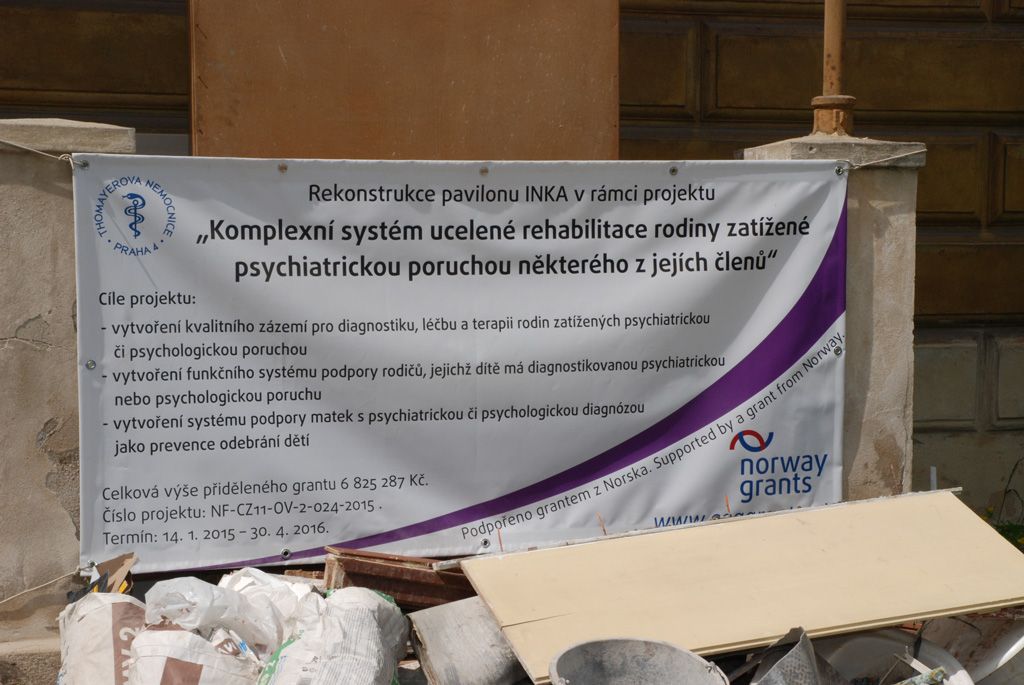 THOMAYEROVA NEMOCNICE
• PRAHA 4 •
Rekonstrukce pavilonu INKA v rámci projektu
„Komplexní systém ucelené rehabilitace rodiny zatížené
psychiatrickou poruchou některého z jejích členů“
Cíle projektu:
- vytvoření kvalitního zázemí pro diagnostiku, léčbu a terapii rodin zatížených psychiatrickou
či psychologickou poruchou
- vytvoření funkčního systému podpory rodičů, jejichž dítě má diagnostikovanou psychiatrickou
nebo psychologickou poruchu
- vytvoření systému podpory matek s psychiatrickou či psychologickou diagnózou
jako prevence odebrání dětí
Celková výše přiděleného grantu 6 825 287 Kč.
Číslo projektu: NF-CZ11-OV-2-024-2015 .
Termín: 14. 1. 2015 – 30. 4. 2016.
Podpořeno grantem z Norska. Supported by a grant from Norway.
norway
grants